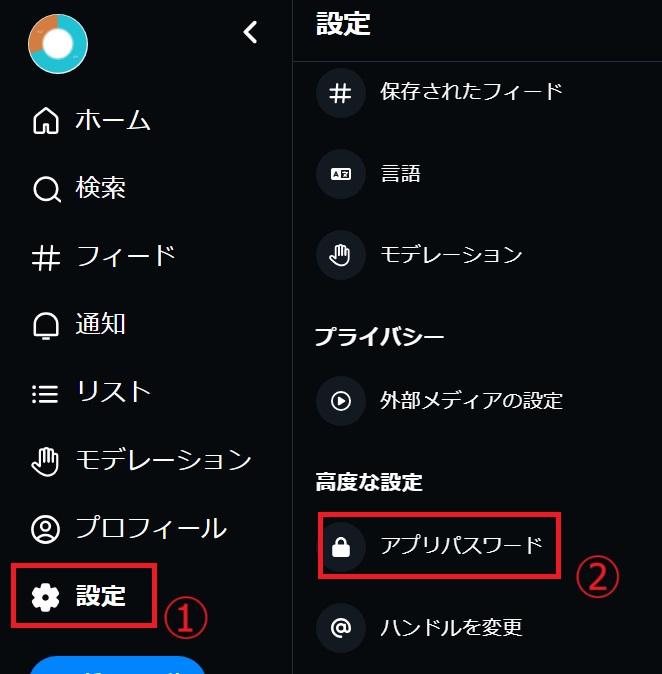 ホーム
検索
フィード
通知
リスト
モデレーション
プロフィール
設定
①
設定
保存されたフィード
言語
モデレーション
プライバシー
外部メディアの設定
高度な設定
アプリパスワード
②
ハンドルを変更